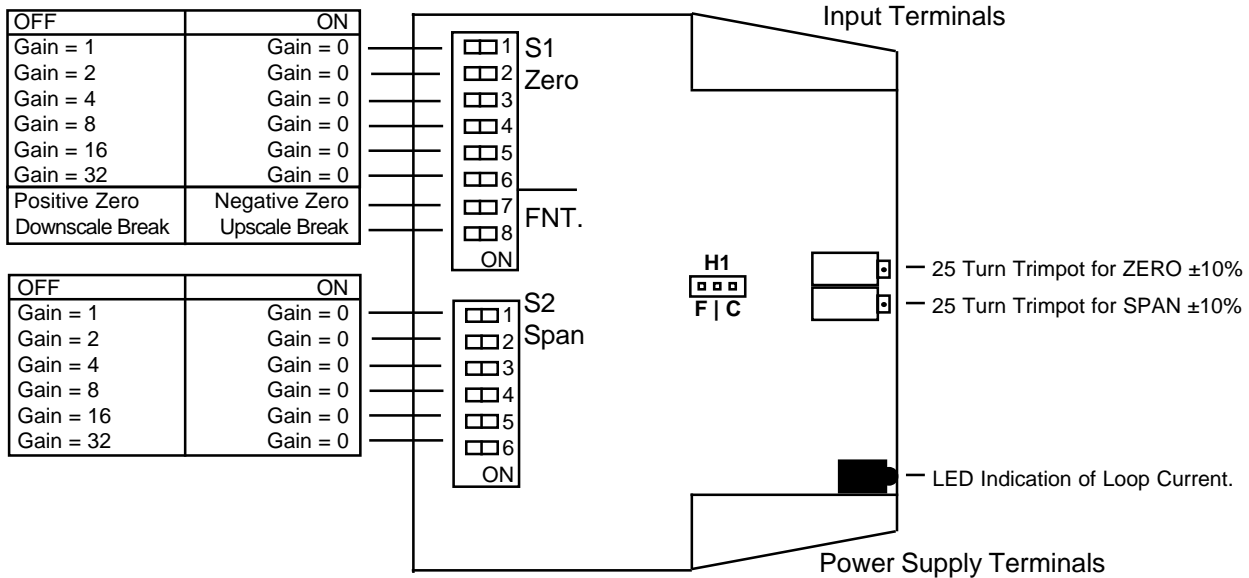 Input Terminals
OFF ON
Gain = 1 Gain = 0
Gain = 2 Gain = 0
Gain = 4 Gain = 0
Gain = 8 Gain = 0
Gain = 16 Gain = 0
Gain = 32 Gain = 0
Positive Zero Negative Zero
Downscale Break Upscale Break
1 S1
2 Zero
3
4
5
6
7 FNT.
8
ON
H1
F | C
25 Turn Trimpot for ZERO ±10%
25 Turn Trimpot for SPAN ±10%
OFF ON
Gain = 1 Gain = 0
Gain = 2 Gain = 0
Gain = 4 Gain = 0
Gain = 8 Gain = 0
Gain = 16 Gain = 0
Gain = 32 Gain = 0
1 S2
2 Span
3
4
5
6
ON
LED Indication of Loop Current.
Power Supply Terminals